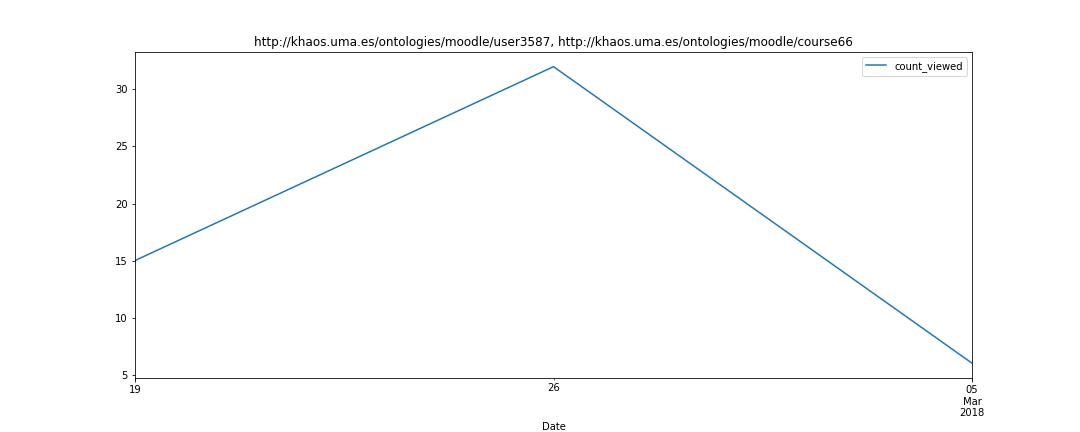 http://khaos.uma.es/ontologies/moodle/user3587, http://khaos.uma.es/ontologies/moodle/course66
count_viewed
30
25
20
15
10
5
19
26
05
Mar
2018
Date